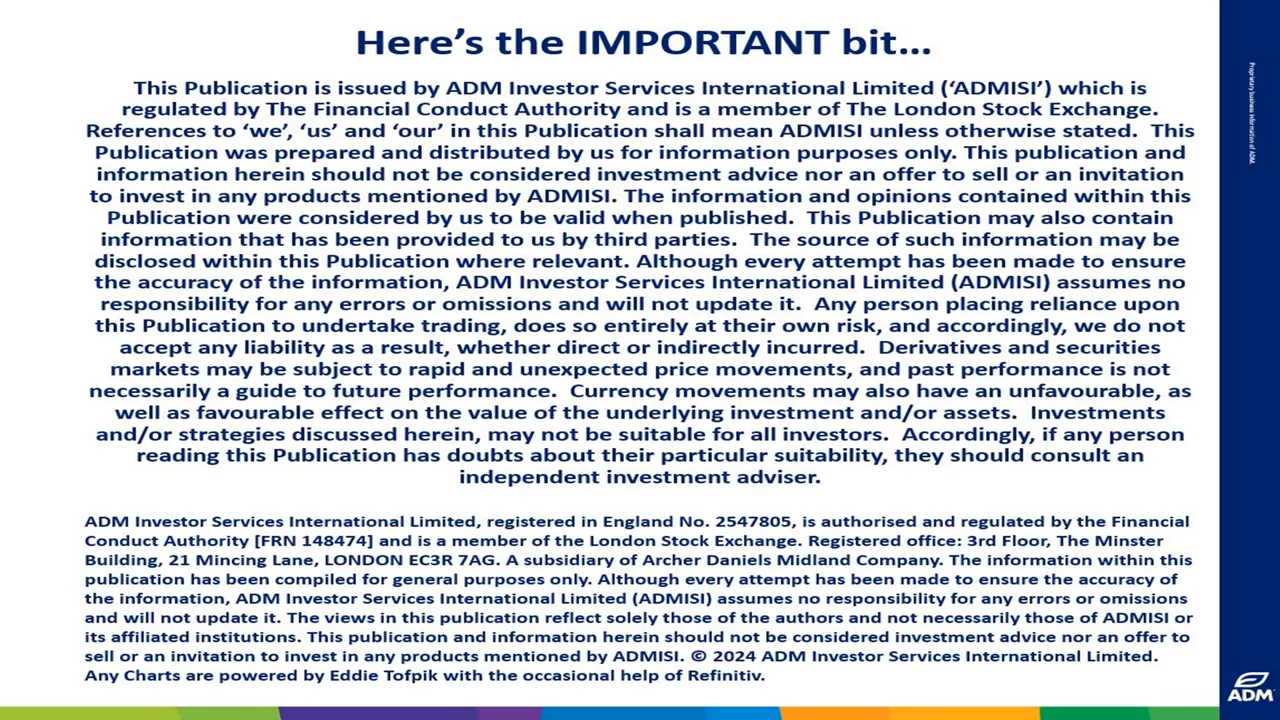 Here’s the IMPORTANT bit...
This Publication is issued by ADM Investor Services International Limited (‘ADMISI’) which is
regulated by The Financial Conduct Authority and is a member of The London Stock Exchange.
References to ‘we’, ‘us’ and ‘our’ in this Publication shall mean ADMISI unless otherwise stated.  This
Publication was prepared and distributed by us for information purposes only. This publication and
information herein should not be considered investment advice nor an offer to sell or an invitation
to invest in any products mentioned by ADMISI. The information and opinions contained within this
Publication were considered by us to be valid when published.  This Publication may also contain
information that has been provided to us by third parties.  The source of such information may be
disclosed within this Publication where relevant. Although every attempt has been made to ensure
the accuracy of the information, ADM Investor Services International Limited (ADMISI) assumes no
responsibility for any errors or omissions and will not update it.  Any person placing reliance upon
this Publication to undertake trading, does so entirely at their own risk, and accordingly, we do not
accept any liability as a result, whether direct or indirectly incurred.  Derivatives and securities
markets may be subject to rapid and unexpected price movements, and past performance is not
necessarily a guide to future performance.  Currency movements may also have an unfavourable, as
well as favourable effect on the value of the underlying investment and/or assets.  Investments
and/or strategies discussed herein, may not be suitable for all investors.  Accordingly, if any person
reading this Publication has doubts about their particular suitability, they should consult an
independent investment adviser.
ADM Investor Services International Limited, registered in England No. 2547805, is authorised and regulated by the Financial
Conduct Authority [FRN 148474] and is a member of the London Stock Exchange. Registered office: 3rd Floor, The Minster
Building, 21 Mincing Lane, LONDON EC3R 7AG. A subsidiary of Archer Daniels Midland Company. The information within this
publication has been compiled for general purposes only. Although every attempt has been made to ensure the accuracy of
the information, ADM Investor Services International Limited (ADMISI) assumes no responsibility for any errors or omissions
and will not update it. The views in this publication reflect solely those of the authors and not necessarily those of ADMISI or
its affiliated institutions. This publication and information herein should not be considered investment advice nor an offer to
sell or an invitation to invest in any products mentioned by ADMISI. © 2024 ADM Investor Services International Limited.
Any Charts are powered by Eddie Tofpik with the occasional help of Refinitiv.
Proprietary business information of ADM.
ADM